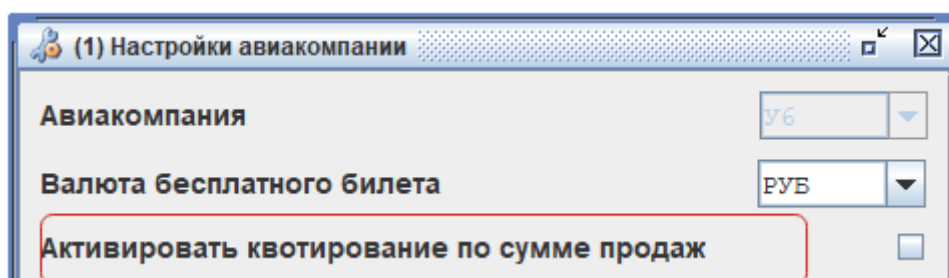 (1) Настройки авиакомпании
Авиакомпания У6
Валюта бесплатного билета РУБ
Активировать квотирование по сумме продаж